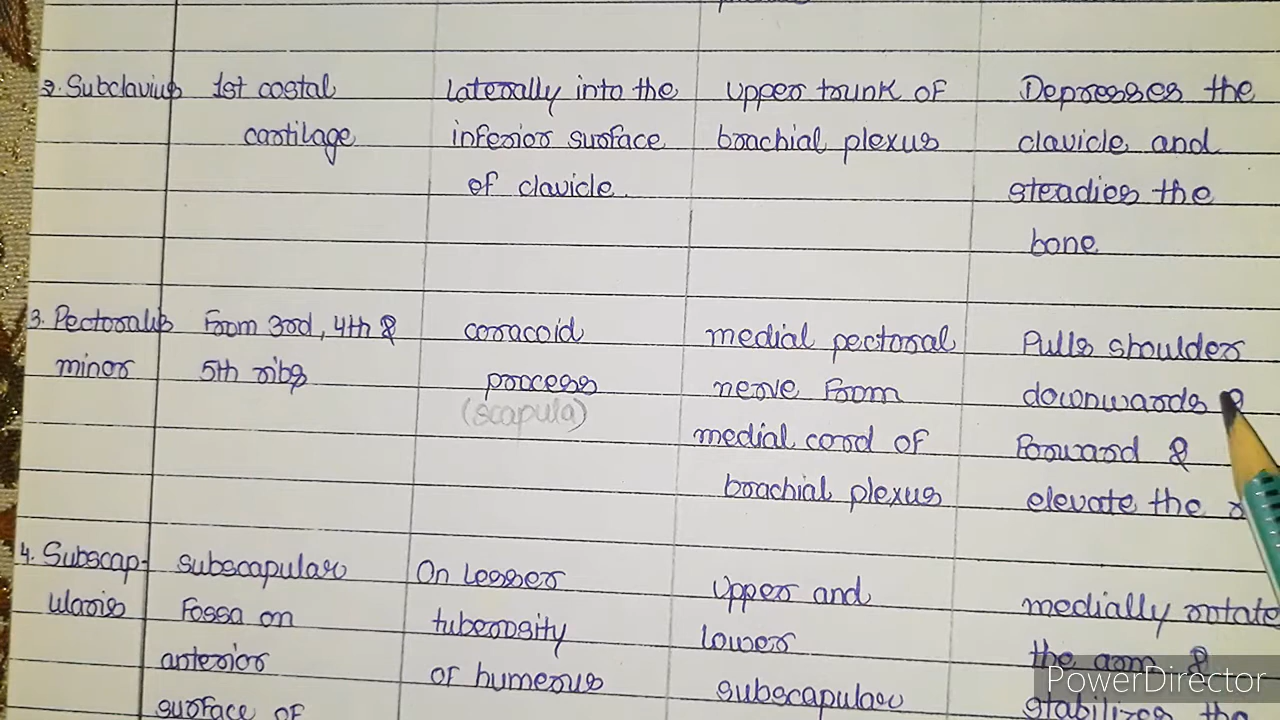 2. Subclavius 1st costal Laterally into the Upper trunk of Depresses the
cartilage inferior surface brachial plexus clavicle and
of clavicle. steadies the
bone
3. Pectoralis From 3rd, 4th & coracoid medial pectoral Pulls shoulder
minor 5th ribs process nerve From downwards &
(scapula)
medial cord of Forward &
brachial plexus elevate the
4. Subscap- subscapular On Lesser Upper and medially rotate
ularis Fossa on tuberosity lower the arm &
anterior of humerus subscapular stabilizes the
surface of
PowerDirector